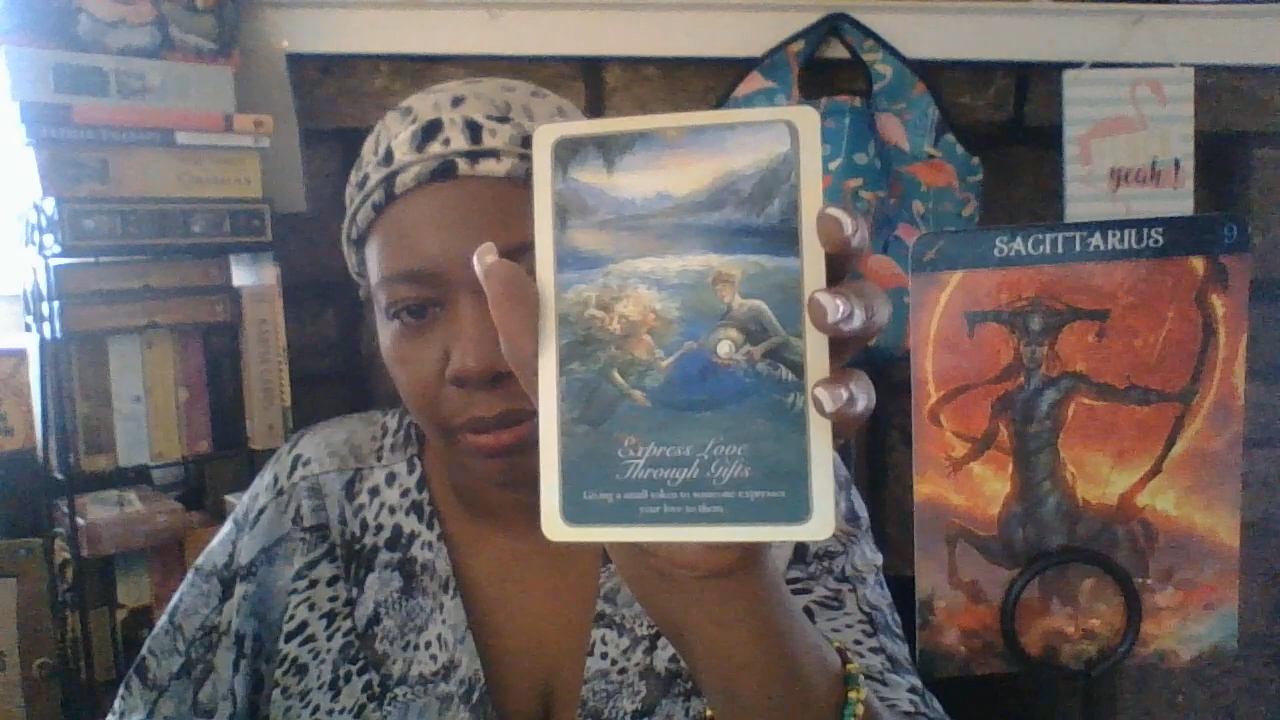 yeah !
SAGITTARIUS 9
Express Love
Through Gifts
Giving a small token to someone expresses
your love to them